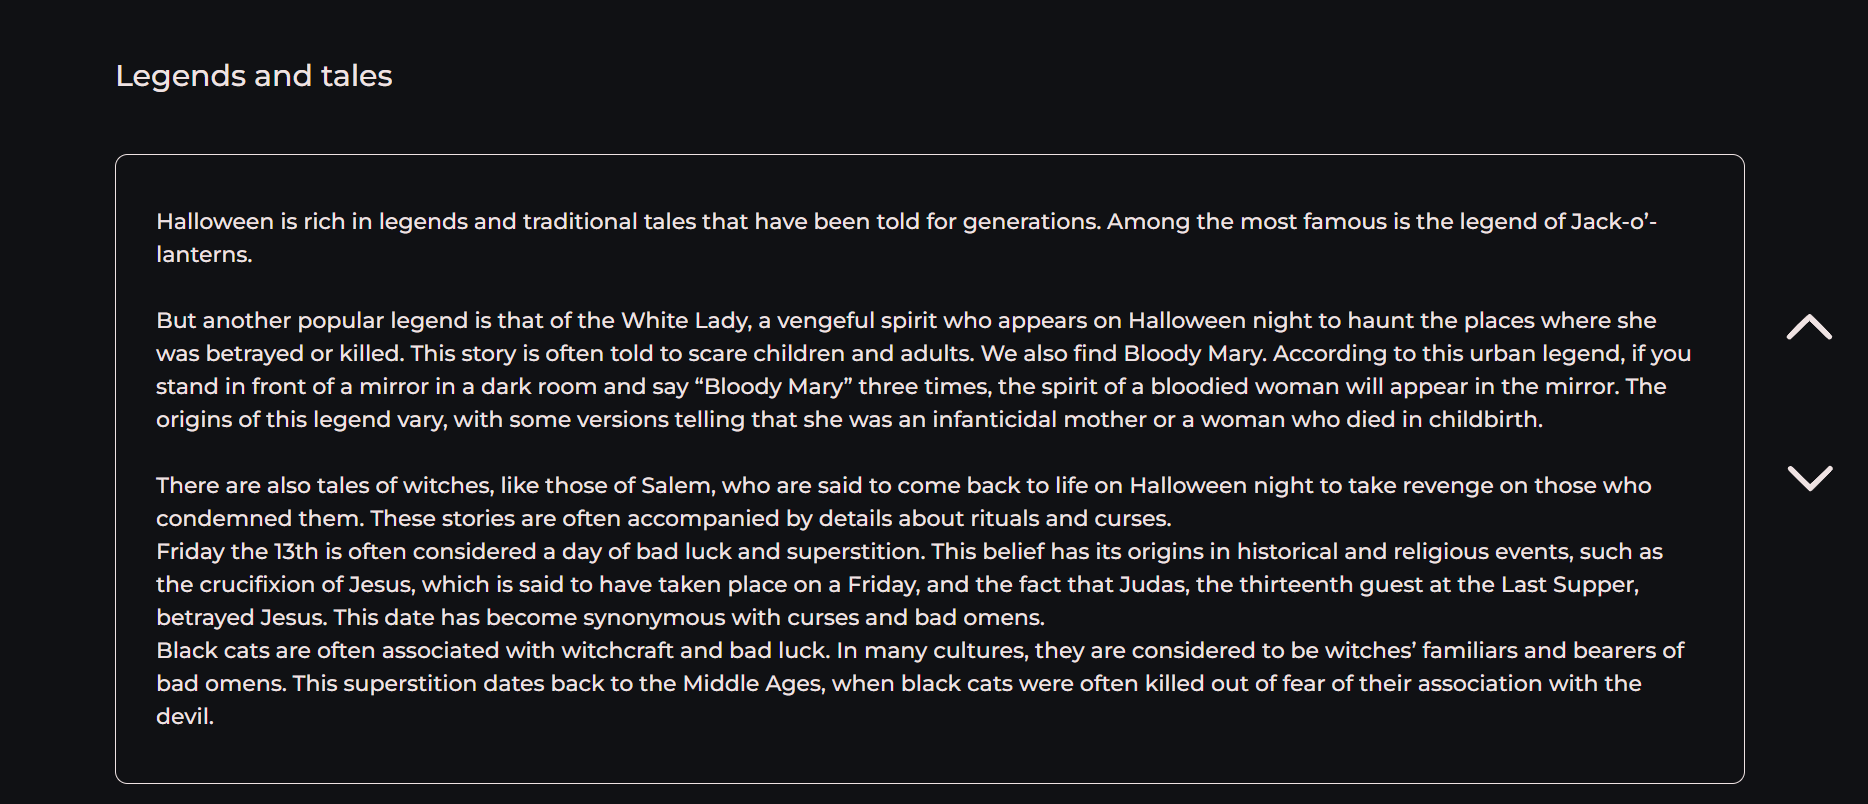 Legends and tales
Halloween is rich in legends and traditional tales that have been told for generations. Among the most famous is the legend of Jack-o’-
lanterns.
But another popular legend is that of the White Lady, a vengeful spirit who appears on Halloween night to haunt the places where she
was betrayed or killed. This story is often told to scare children and adults. We also find Bloody Mary. According to this urban legend, if you
stand in front of a mirror in a dark room and say “Bloody Mary” three times, the spirit of a bloodied woman will appear in the mirror. The
origins of this legend vary, with some versions telling that she was an infanticidal mother or a woman who died in childbirth.
There are also tales of witches, like those of Salem, who are said to come back to life on Halloween night to take revenge on those who
condemned them. These stories are often accompanied by details about rituals and curses.
Friday the 13th is often considered a day of bad luck and superstition. This belief has its origins in historical and religious events, such as
the crucifixion of Jesus, which is said to have taken place on a Friday, and the fact that Judas, the thirteenth guest at the Last Supper,
betrayed Jesus. This date has become synonymous with curses and bad omens.
Black cats are often associated with witchcraft and bad luck. In many cultures, they are considered to be witches’ familiars and bearers of
bad omens. This superstition dates back to the Middle Ages, when black cats were often killed out of fear of their association with the
devil.